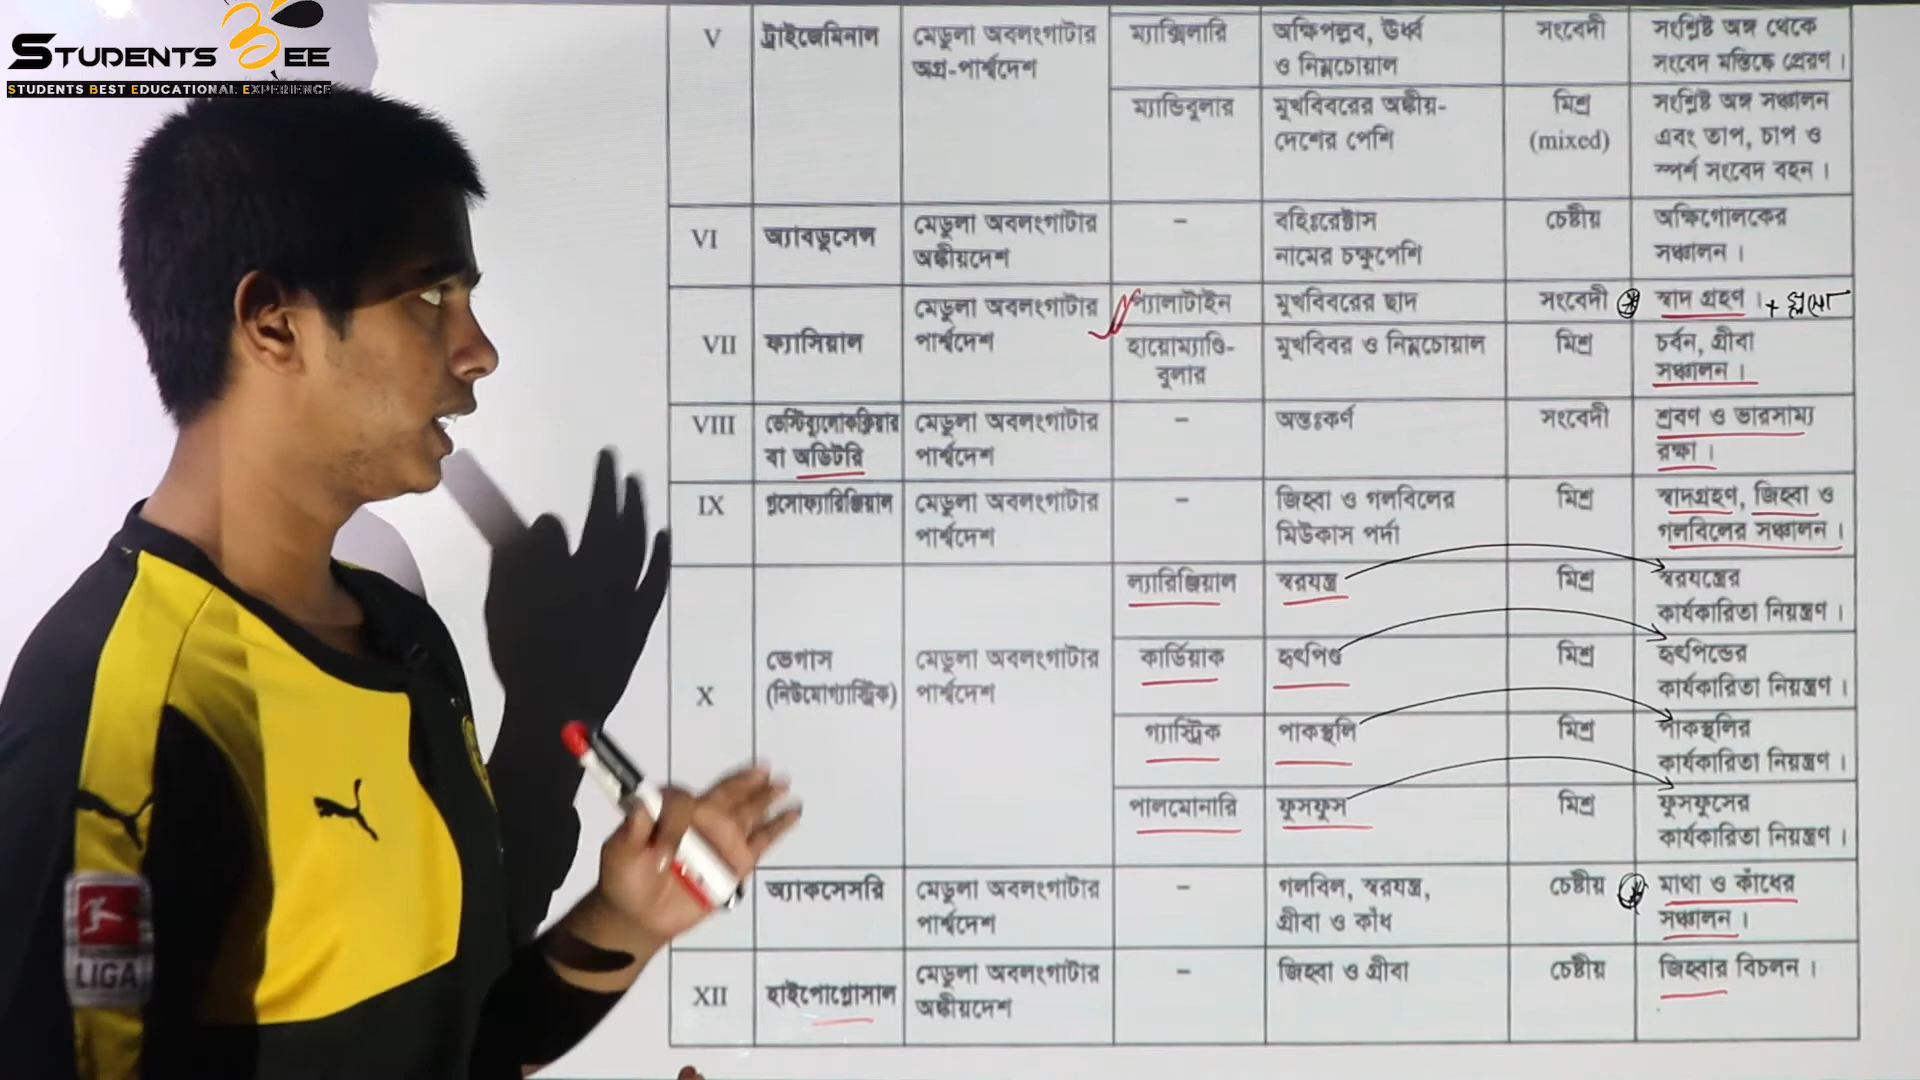 STUDENTS BEE
STUDENTS BEST EDUCATIONAL EXPERIENCE
V
ট্রাইজেমিনাল
মেডুলা অবলংগাটার
অগ্র-পার্শ্বদেশ
ম্যাক্সিলারি
অক্ষিপল্লব, ঊর্ধ্ব
ও নিম্নচোয়াল
সংবেদী
সংশ্লিষ্ট অঙ্গ থেকে
সংবেদ মস্তিষ্কে প্রেরণ।
ম্যান্ডিবুলার
মুখবিবরের অঙ্কীয়-
দেশের পেশি
মিশ্র
(mixed)
সংশ্লিষ্ট অঙ্গ সঞ্চালন
এবং তাপ, চাপ ও
স্পর্শ সংবেদ বহন।
VI
অ্যাবডুসেন্স
মেডুলা অবলংগাটার
অঙ্কীয়দেশ
–
বহিঃরেক্টাস
নামের চক্ষুপেশি
চেষ্টীয়
অক্ষিগোলকের
সঞ্চালন।
VII
ফ্যাসিয়াল
মেডুলা অবলংগাটার
পার্শ্বদেশ
প্যালাটাইন
মুখবিবরের ছাদ
সংবেদী
স্বাদ গ্রহণ।
হায়োম্যান্ডি-
বুলার
মুখবিবর ও নিম্নচোয়াল
মিশ্র
চর্বন, গ্রীবা
সঞ্চালন।
VIII
ভেস্টিব্যুলোকক্লিয়ার
বা অডিটরি
মেডুলা অবলংগাটার
পার্শ্বদেশ
–
অন্তঃকর্ণ
সংবেদী
শ্রবণ ও ভারসাম্য
রক্ষা।
IX
গ্লসোফ্যারিঞ্জিয়াল
মেডুলা অবলংগাটার
পার্শ্বদেশ
–
জিহ্বা ও গলবিলের
মিউকাস পর্দা
মিশ্র
স্বাদগ্রহণ, জিহ্বা ও
গলবিলের সঞ্চালন।
X
ভেগাস
(নিউমোগ্যাস্ট্রিক)
মেডুলা অবলংগাটার
পার্শ্বদেশ
ল্যারিঞ্জিয়াল
স্বরযন্ত্র
মিশ্র
স্বরযন্ত্রের
কার্যকারিতা নিয়ন্ত্রণ।
কার্ডিয়াক
হৃৎপিণ্ড
মিশ্র
হৃৎপিন্ডের
কার্যকারিতা নিয়ন্ত্রণ।
গ্যাস্ট্রিক
পাকস্থলি
মিশ্র
পাকস্থলির
কার্যকারিতা নিয়ন্ত্রণ।
পালমোনারি
ফুসফুস
মিশ্র
ফুসফুসের
কার্যকারিতা নিয়ন্ত্রণ।
অ্যাকসেসরি
মেডুলা অবলংগাটার
পার্শ্বদেশ
–
গলবিল, স্বরযন্ত্র,
গ্রীবা ও কাঁধ
চেষ্টীয়
মাথা ও কাঁধের
সঞ্চালন।
XII
হাইপোগ্লোসাল
মেডুলা অবলংগাটার
অঙ্কীয়দেশ
–
জিহ্বা ও গ্রীবা
চেষ্টীয়
জিহ্বার বিচলন।
LIGA